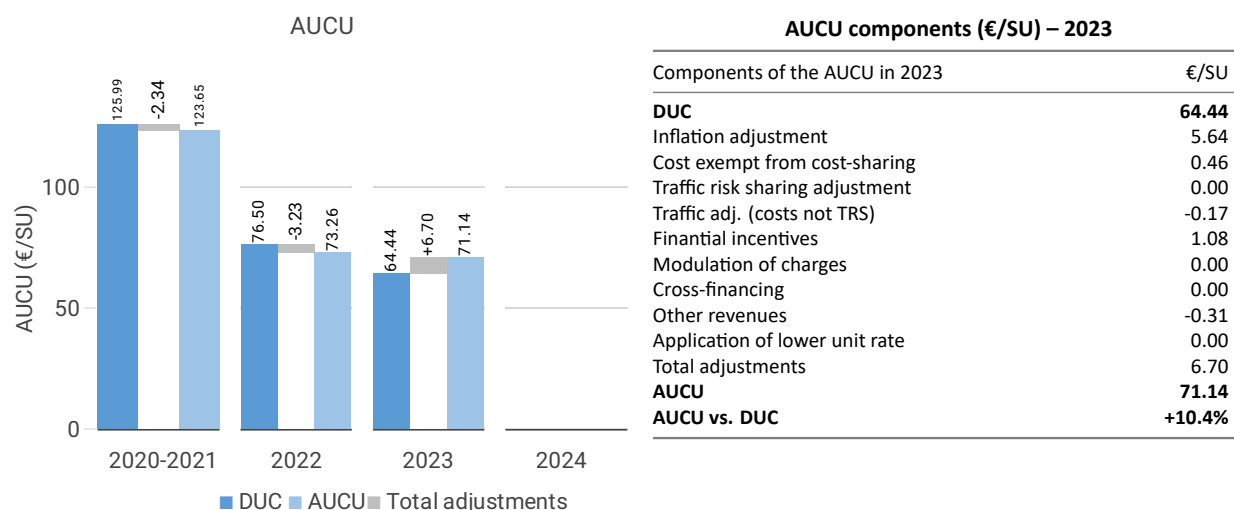 AUCU
AUCU (€/SU)
100
50
0
125.99
-2.34
123.65
76.50
-3.23
73.26
64.44
+6.70
71.14
2020-2021
2022
2023
2024
DUC AUCU Total adjustments
AUCU components (€/SU) – 2023
Components of the AUCU in 2023 €/SU
DUC 64.44
Inflation adjustment 5.64
Cost exempt from cost-sharing 0.46
Traffic risk sharing adjustment 0.00
Traffic adj. (costs not TRS) -0.17
Finantial incentives 1.08
Modulation of charges 0.00
Cross-financing 0.00
Other revenues -0.31
Application of lower unit rate 0.00
Total adjustments 6.70
AUCU 71.14
AUCU vs. DUC +10.4%